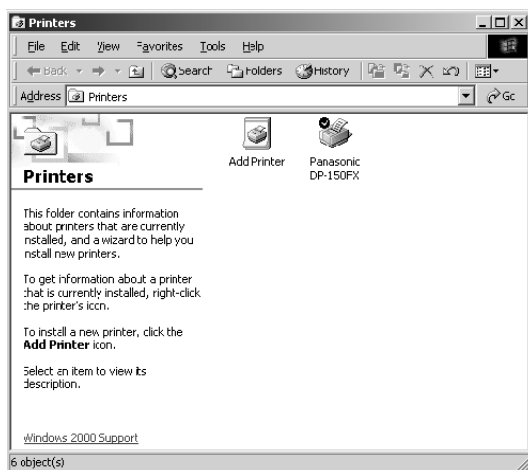 Printers
File Edit View Favorites Tools Help
Back Search Folders History
Address Printers Go
Add Printer
Panasonic
DP-150FX
Printers
This folder contains information
about printers that are currently
installed, and a wizard to help you
install new printers.
To get information about a printer
that is currently installed, right-click
the printer's icon.
To install a new printer, click the
Add Printer icon.
Select an item to view its
description.
Windows 2000 Support
6 object(s)